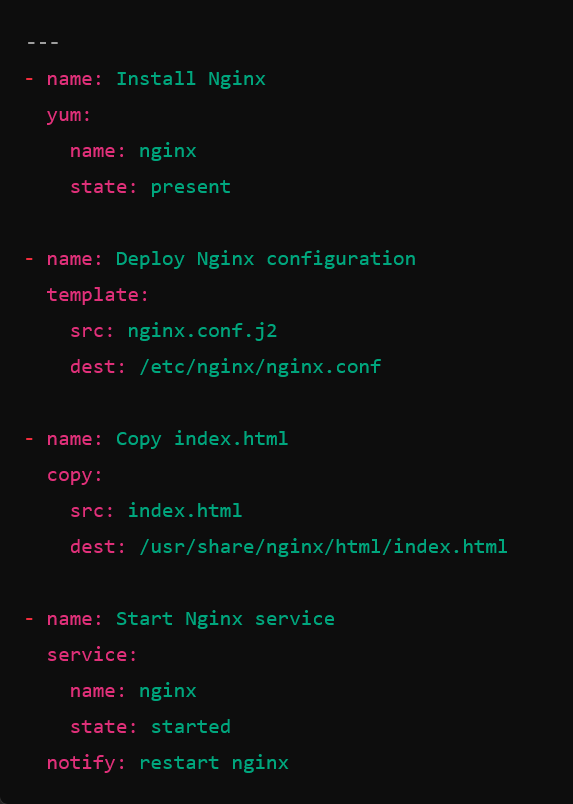 ---
- name: Install Nginx
  yum:
    name: nginx
    state: present

- name: Deploy Nginx configuration
  template:
    src: nginx.conf.j2
    dest: /etc/nginx/nginx.conf

- name: Copy index.html
  copy:
    src: index.html
    dest: /usr/share/nginx/html/index.html

- name: Start Nginx service
  service:
    name: nginx
    state: started
  notify: restart nginx